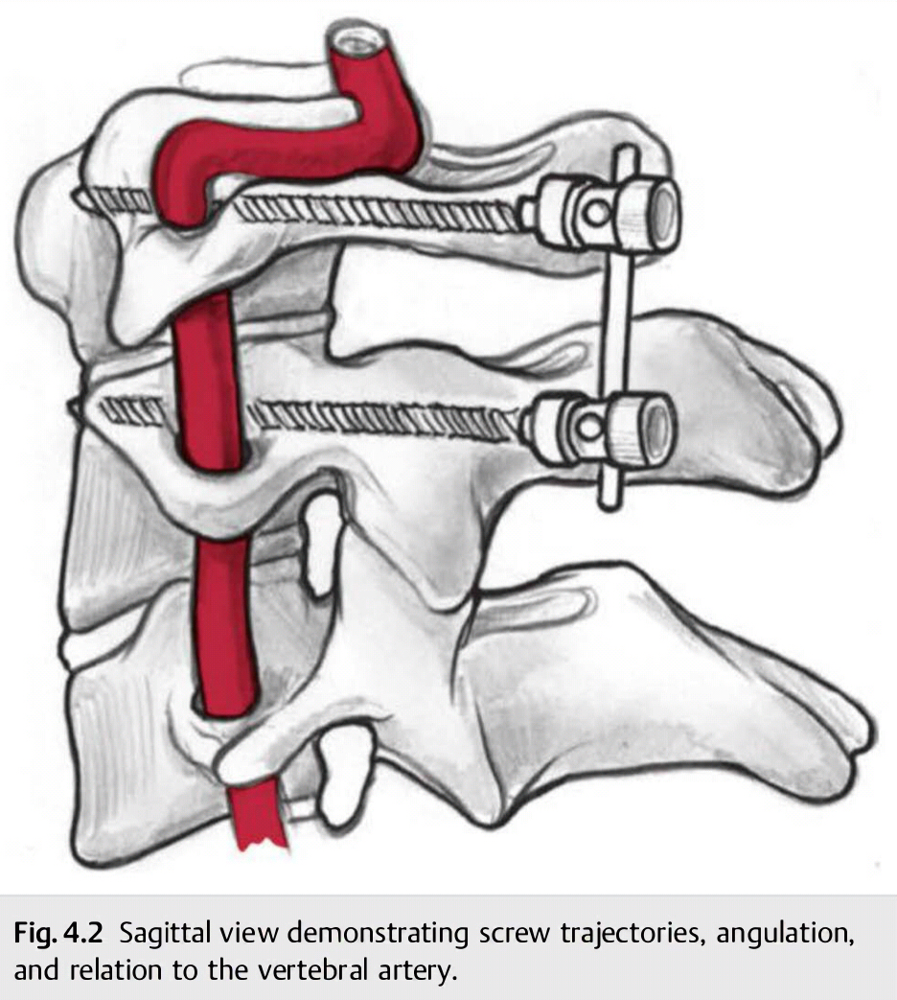 Fig. 4.2 Sagittal view demonstrating screw trajectories, angulation,
and relation to the vertebral artery.